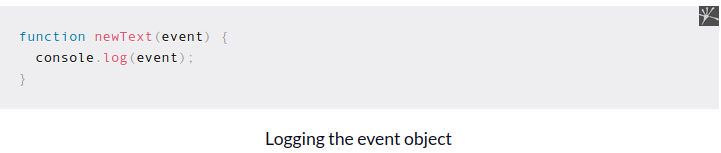 function newText(event) {
  console.log(event);
}
Logging the event object